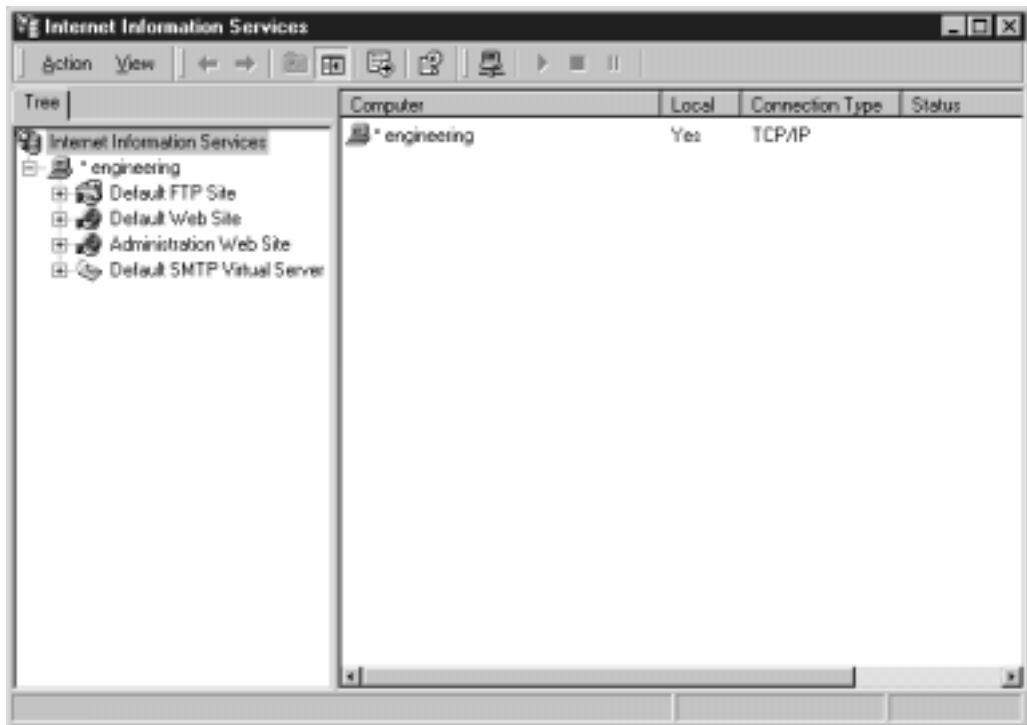 Internet Information Services
Action View
Tree
Computer Local Connection Type Status
Internet Information Services
* engineering
Default FTP Site
Default Web Site
Administration Web Site
Default SMTP Virtual Server
* engineering Yes TCP/IP